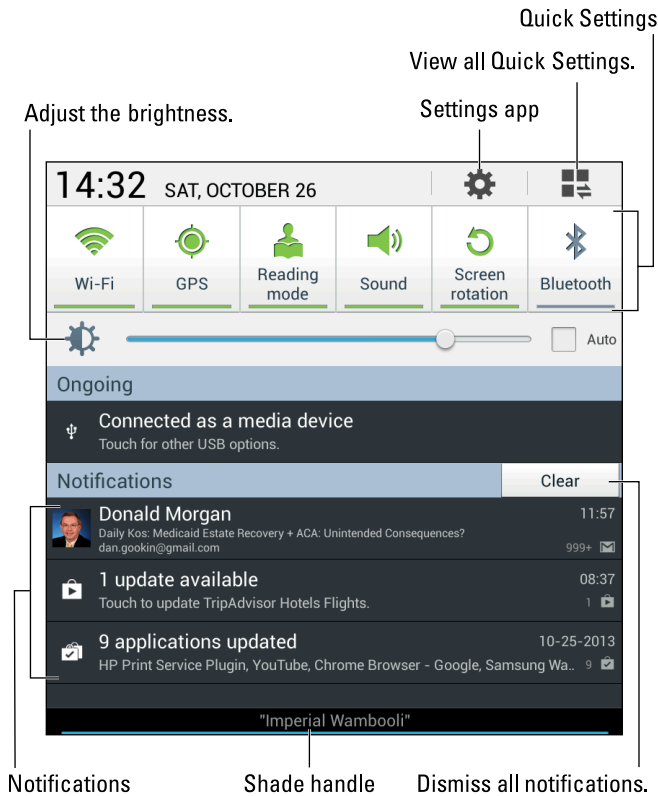 Quick Settings
View all Quick Settings.
Adjust the brightness.
Settings app
14:32 SAT, OCTOBER 26
Wi-Fi
GPS
Reading mode
Sound
Screen rotation
Bluetooth
Auto
Ongoing
Connected as a media device
Touch for other USB options.
Notifications
Clear
Donald Morgan 11:57
Daily Kos: Medicaid Estate Recovery + ACA: Unintended Consequences?
dan.gookin@gmail.com 999+
1 update available 08:37
Touch to update TripAdvisor Hotels Flights. 1
9 applications updated 10-25-2013
HP Print Service Plugin, YouTube, Chrome Browser - Google, Samsung Wa.. 9
"Imperial Wambooli"
Notifications
Shade handle
Dismiss all notifications.